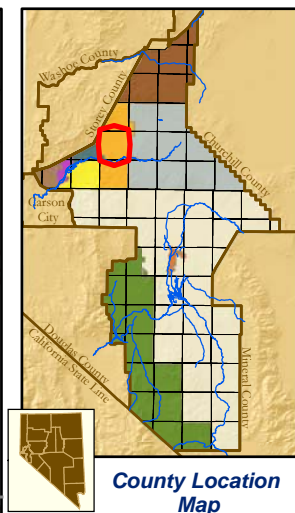 Washoe County
Storey County
Churchill County
Carson
City
Douglas County
California State Line
Mineral County
County Location
Map